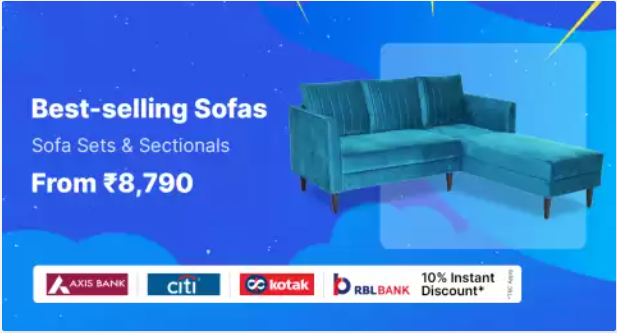 Best-selling Sofas
Sofa Sets & Sectionals
From ₹8,790
AXIS BANK
citi
kotak
RBL BANK
10% Instant
Discount*